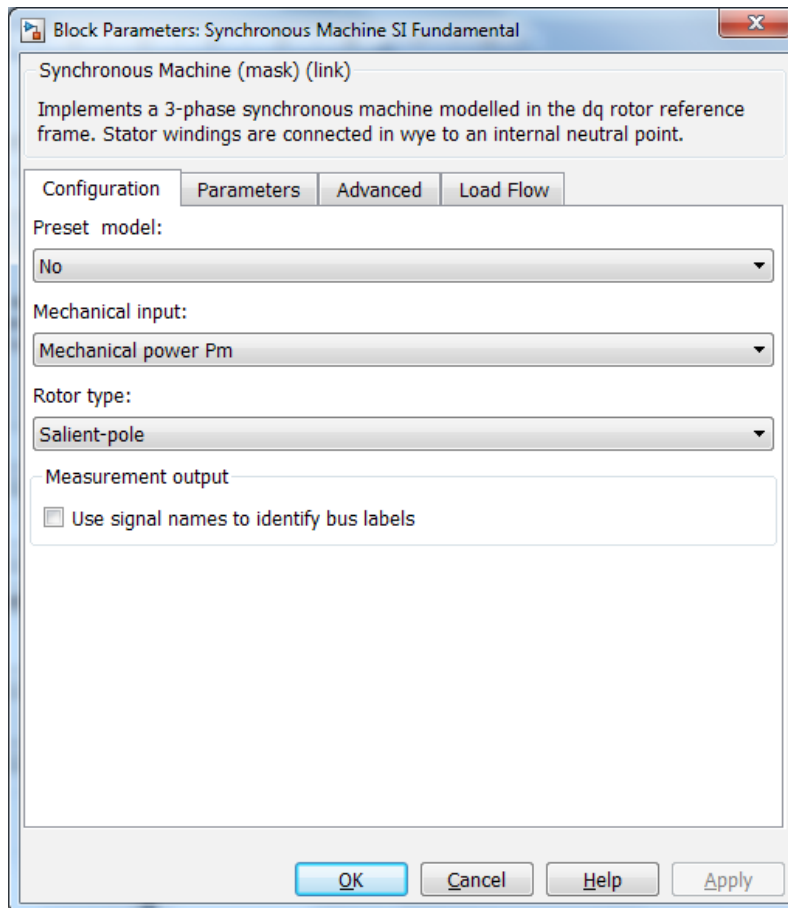 Block Parameters: Synchronous Machine SI Fundamental
Synchronous Machine (mask) (link)
Implements a 3-phase synchronous machine modelled in the dq rotor reference
frame. Stator windings are connected in wye to an internal neutral point.
Configuration Parameters Advanced Load Flow
Preset model:
No
Mechanical input:
Mechanical power Pm
Rotor type:
Salient-pole
Measurement output
Use signal names to identify bus labels
OK Cancel Help Apply